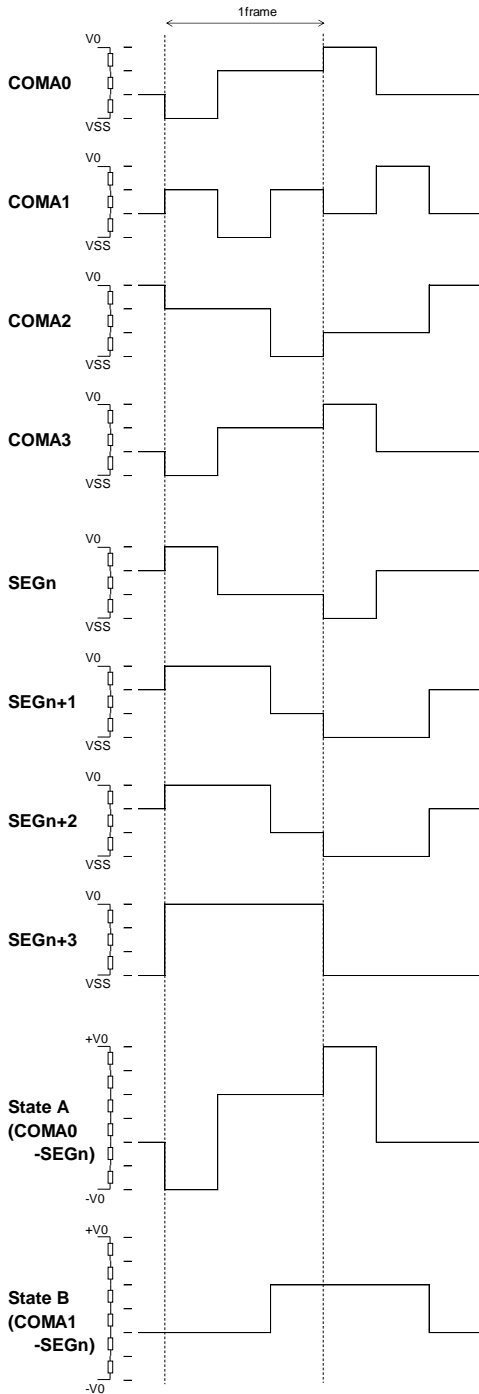 1frame
V0
COMA0
VSS
V0
COMA1
VSS
V0
COMA2
VSS
V0
COMA3
VSS
V0
SEGn
VSS
V0
SEGn+1
VSS
V0
SEGn+2
VSS
V0
SEGn+3
VSS
+V0
State A
(COMA0
-SEGn)
-V0
+V0
State B
(COMA1
-SEGn)
-V0